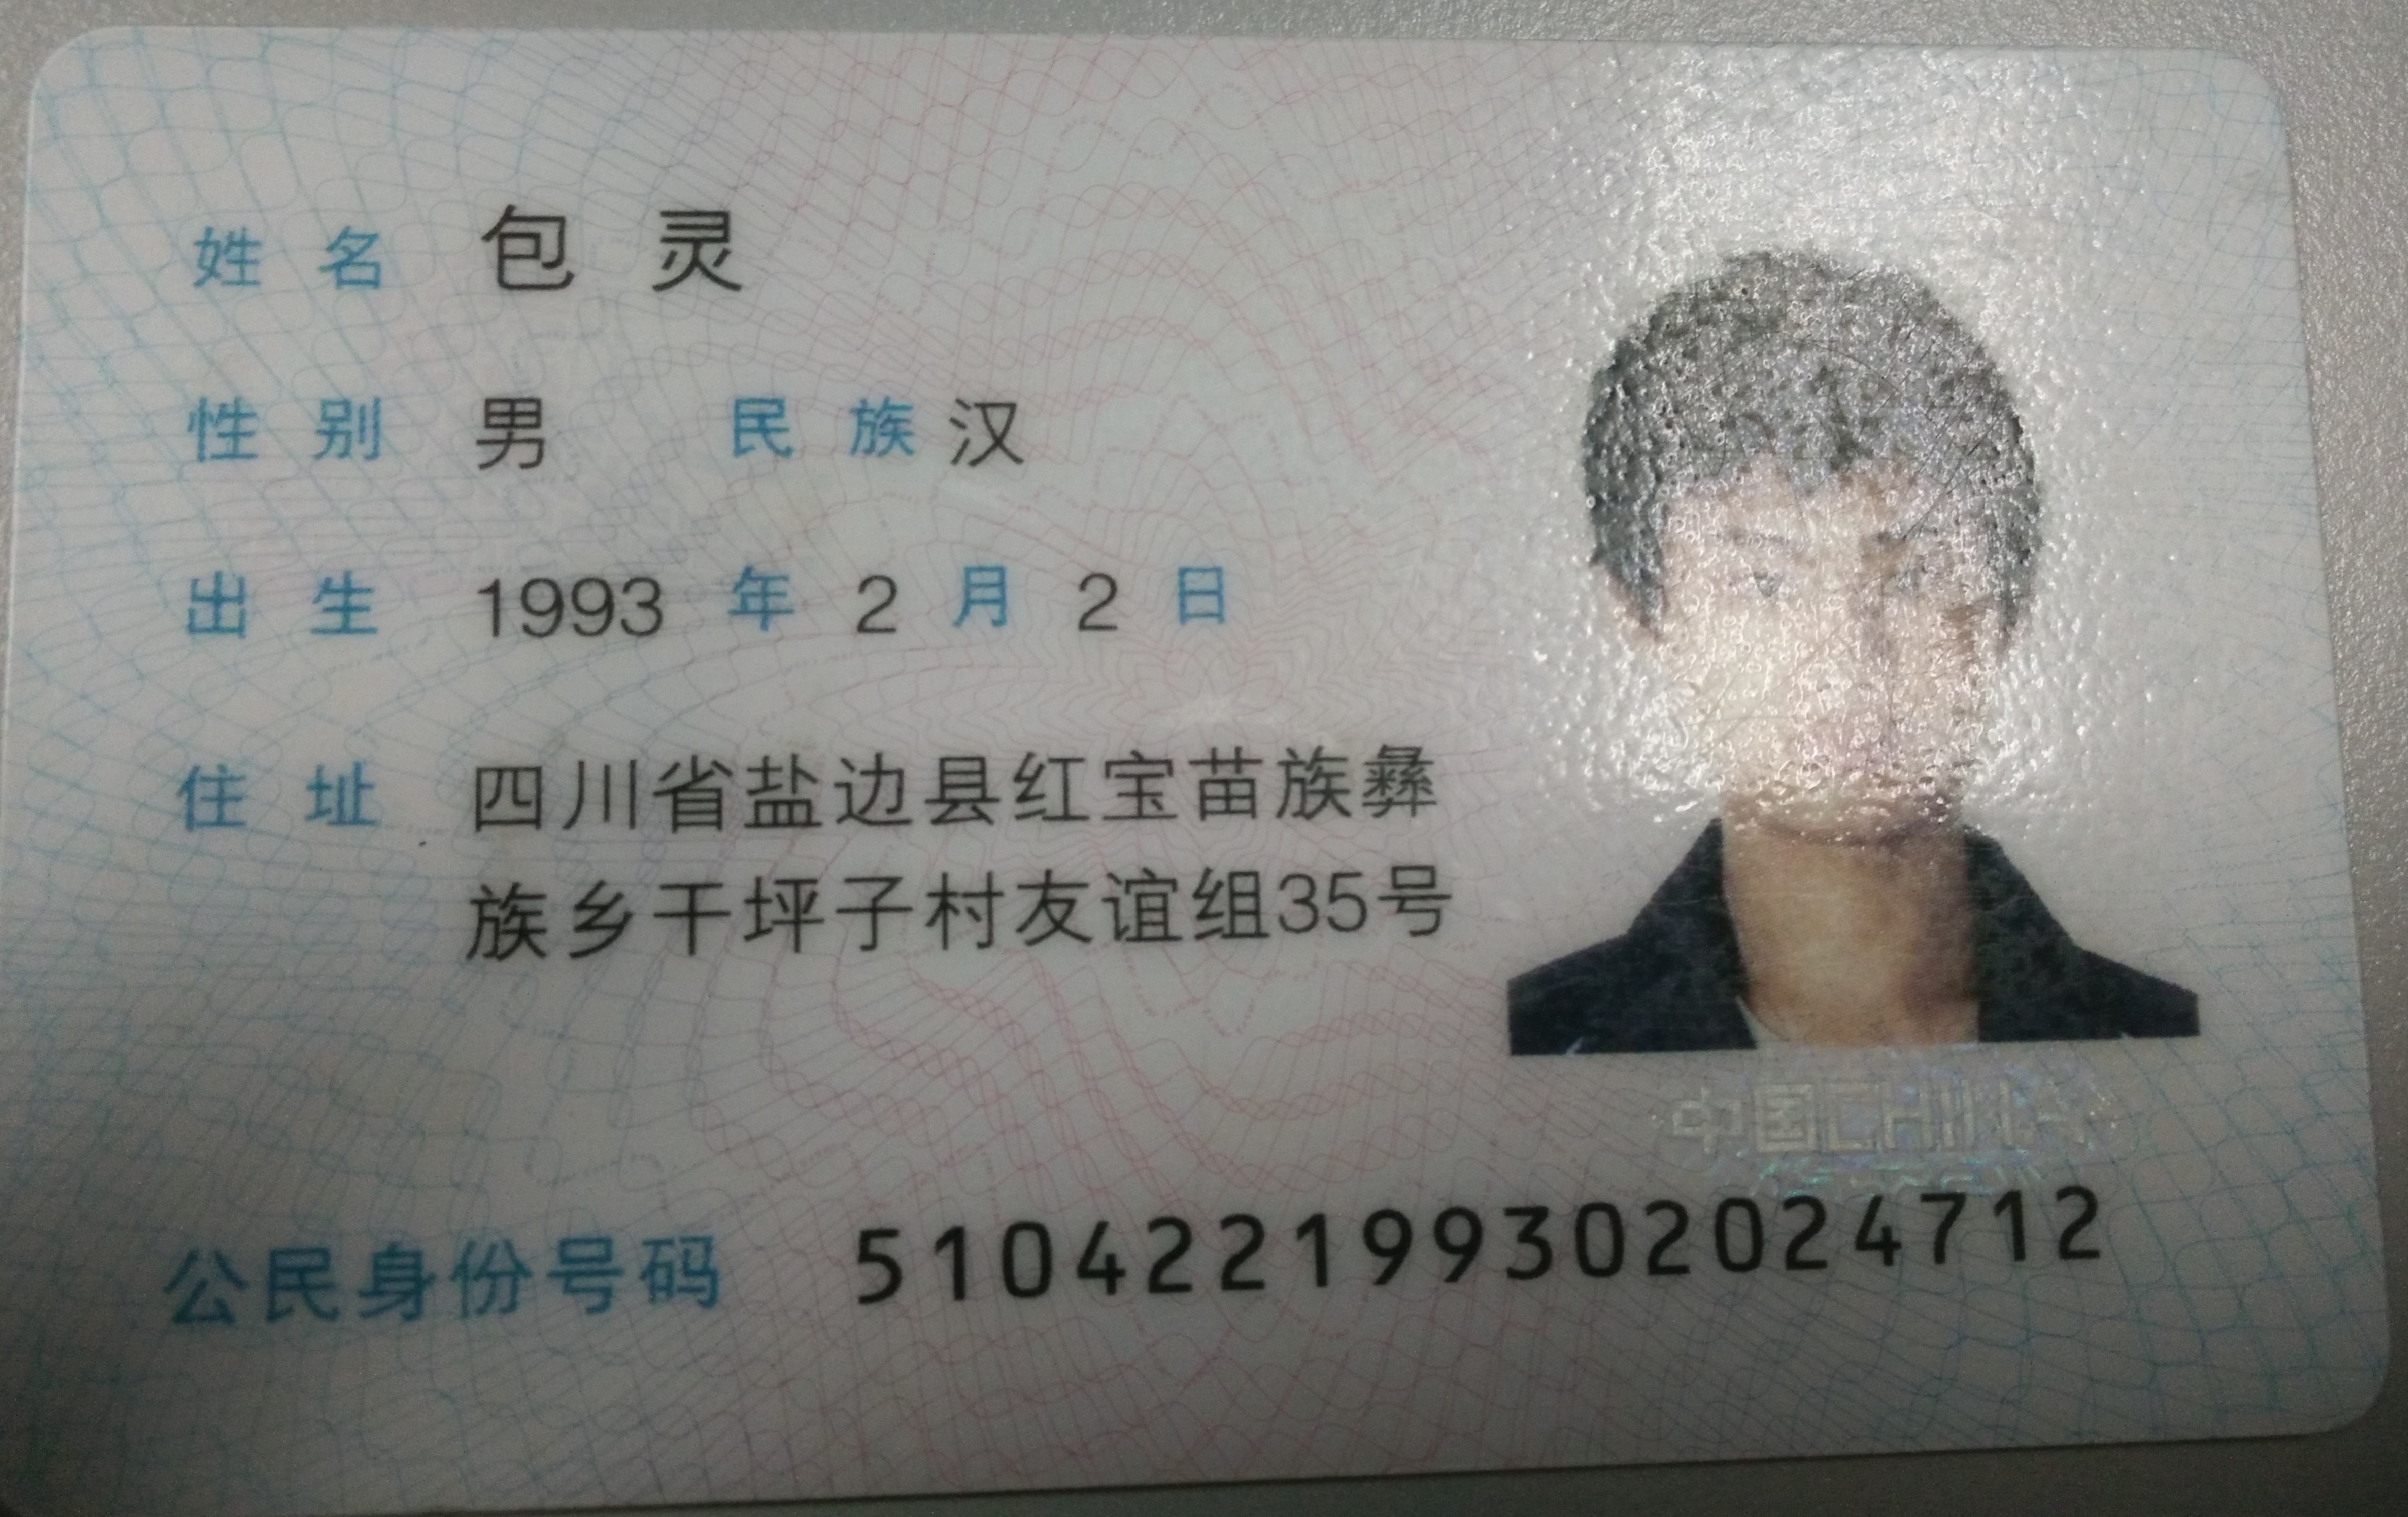 姓名 包灵
性别 男 民族 汉
出生 1993 年 2 月 2 日
住址 四川省盐边县红宝苗族彝
族乡干坪子村友谊组35号
中国CHINA
公民身份号码 510422199302024712